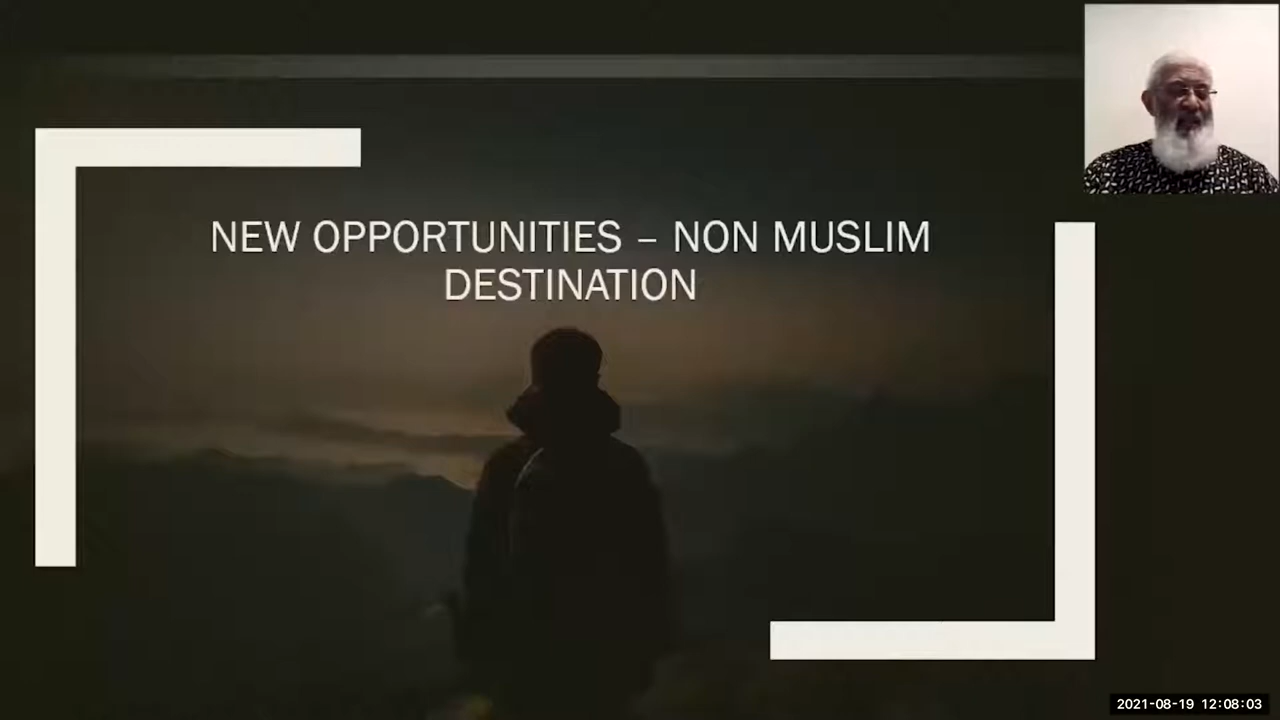 NEW OPPORTUNITIES – NON MUSLIM
DESTINATION
2021-08-19 12:08:03